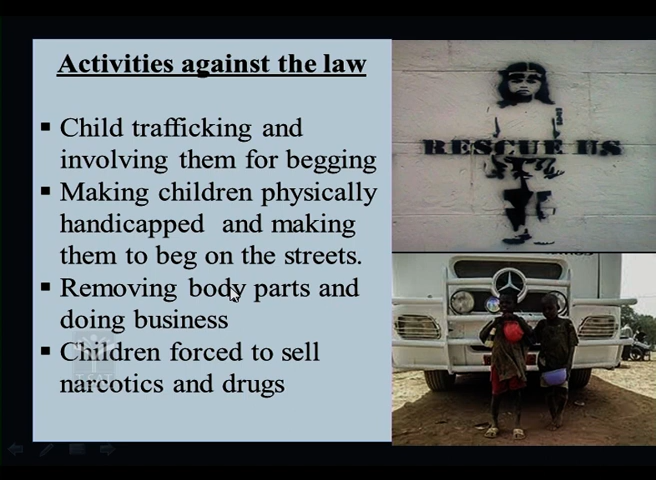 Activities against the law
▪ Child trafficking and
involving them for begging
▪ Making children physically
handicapped and making
them to beg on the streets.
▪ Removing body parts and
doing business
▪ Children forced to sell
narcotics and drugs
RESCUE US